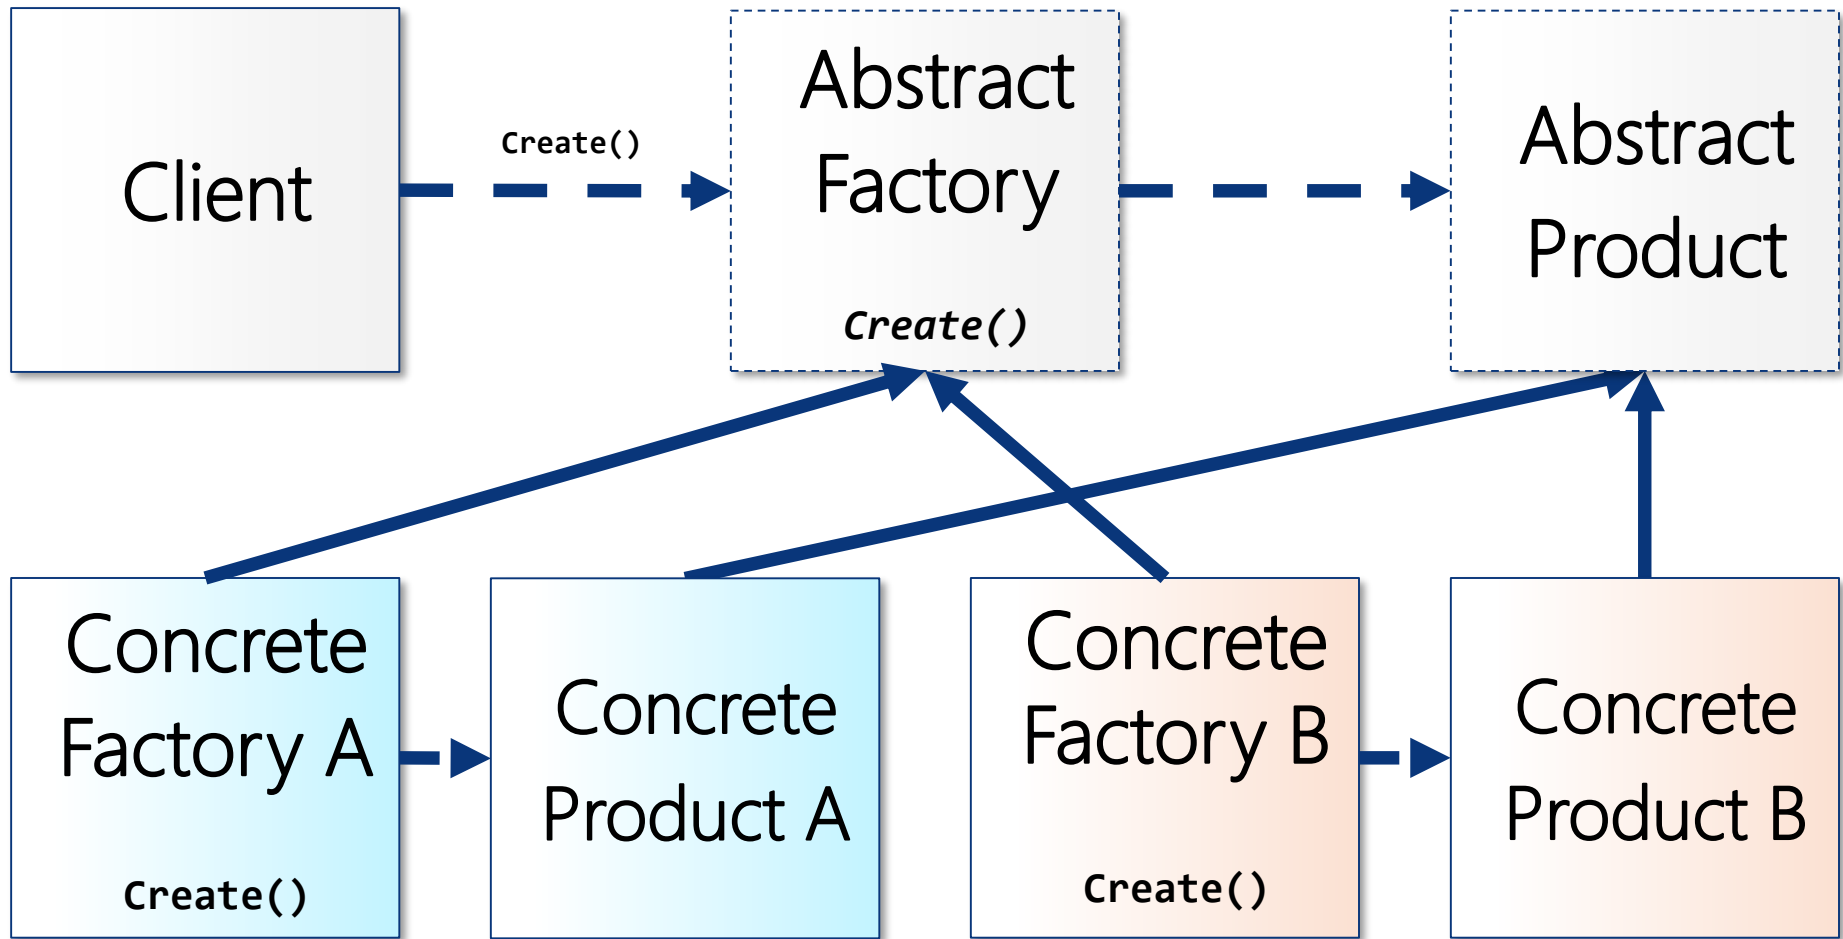 Client
Create()
Abstract
Factory
Create()
Abstract
Product
Concrete
Factory A
Create()
Concrete
Product A
Concrete
Factory B
Create()
Concrete
Product B